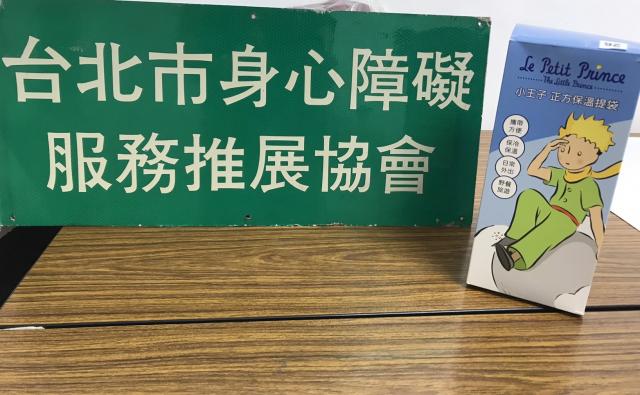 台北市身心障礙
服務推展協會
Le Petit Prince
The Little Prince
小王子 正方保溫提袋
攜帶
方便
保冷
保溫
日常
外出
野餐
旅遊